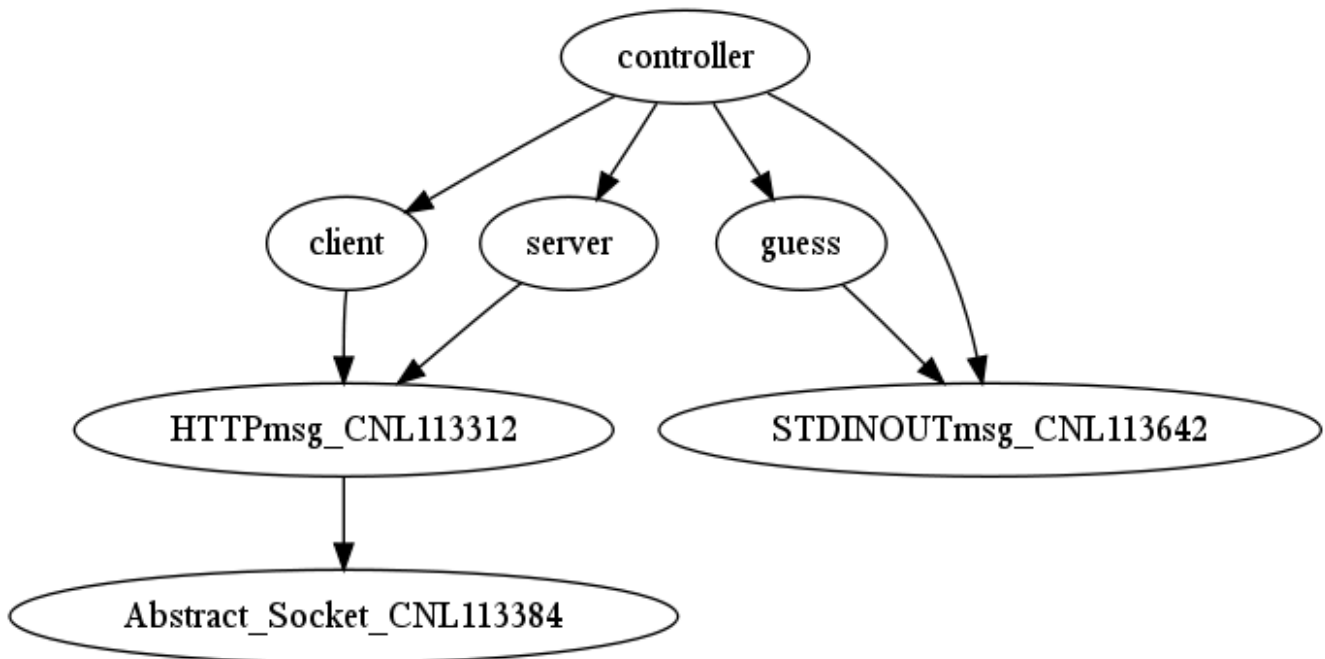 controller
client
server
guess
HTTPmsg_CNL113312
STDINOUTmsg_CNL113642
Abstract_Socket_CNL113384